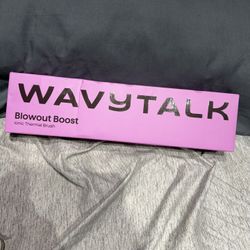 WAVYTALK
Blowout Boost
Ionic Thermal Brush